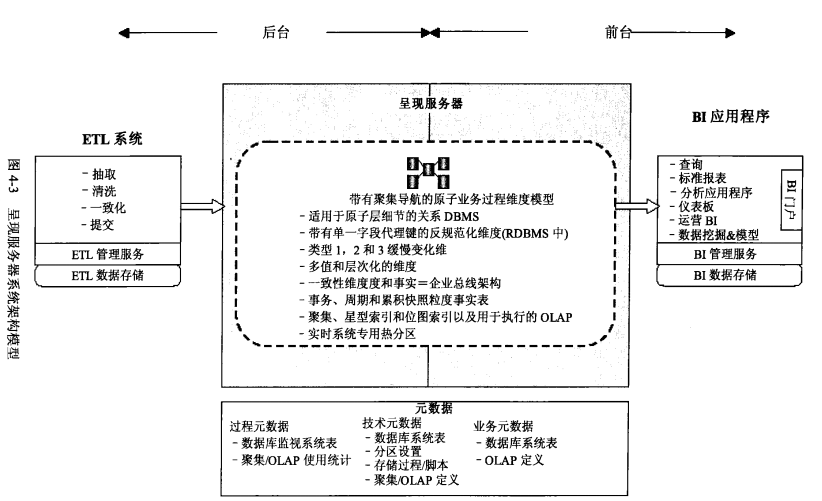 后台
前台
呈现服务器
ETL 系统
- 抽取
- 清洗
- 一致化
- 提交
ETL 管理服务
ETL 数据存储
带有聚集导航的原子业务过程维度模型
- 适用于原子层细节的关系 DBMS
- 带有单一字段代理键的反规范化维度(RDBMS 中)
- 类型 1，2 和 3 缓慢变化维
- 多值和层次化的维度
- 一致性维度度和事实＝企业总线架构
- 事务、周期和累积快照粒度事实表
- 聚集、星型索引和位图索引以及用于执行的 OLAP
- 实时系统专用热分区
BI 应用程序
- 查询
- 标准报表
- 分析应用程序
- 仪表板
- 运营 BI
- 数据挖掘&模型
BI 门户
BI 管理服务
BI 数据存储
元数据
过程元数据
- 数据库监视系统表
- 聚集/OLAP 使用统计
技术元数据
- 数据库系统表
- 分区设置
- 存储过程/脚本
- 聚集/OLAP 定义
业务元数据
- 数据库系统表
- OLAP 定义
图 4-3 呈现服务器系统架构模型